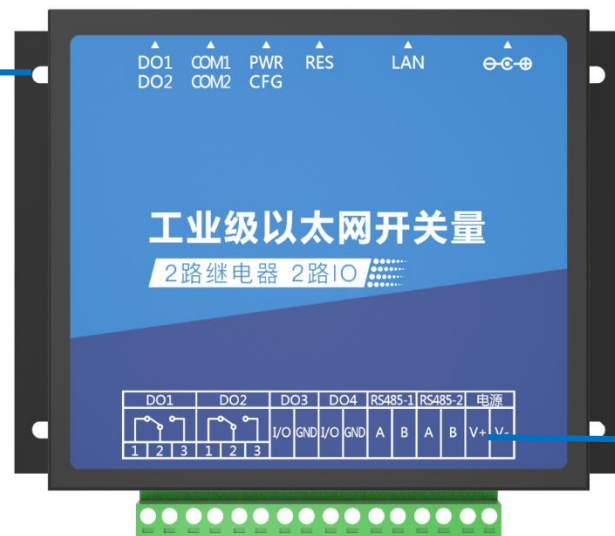 DO1 COM1 PWR RES LAN
DO2 COM2 CFG
工业级以太网开关量
2路继电器 2路IO
DO1 DO2 DO3 DO4 RS485-1 RS485-2 电源
I/O GND I/O GND A B A B V+ V-
1 2 3 1 2 3